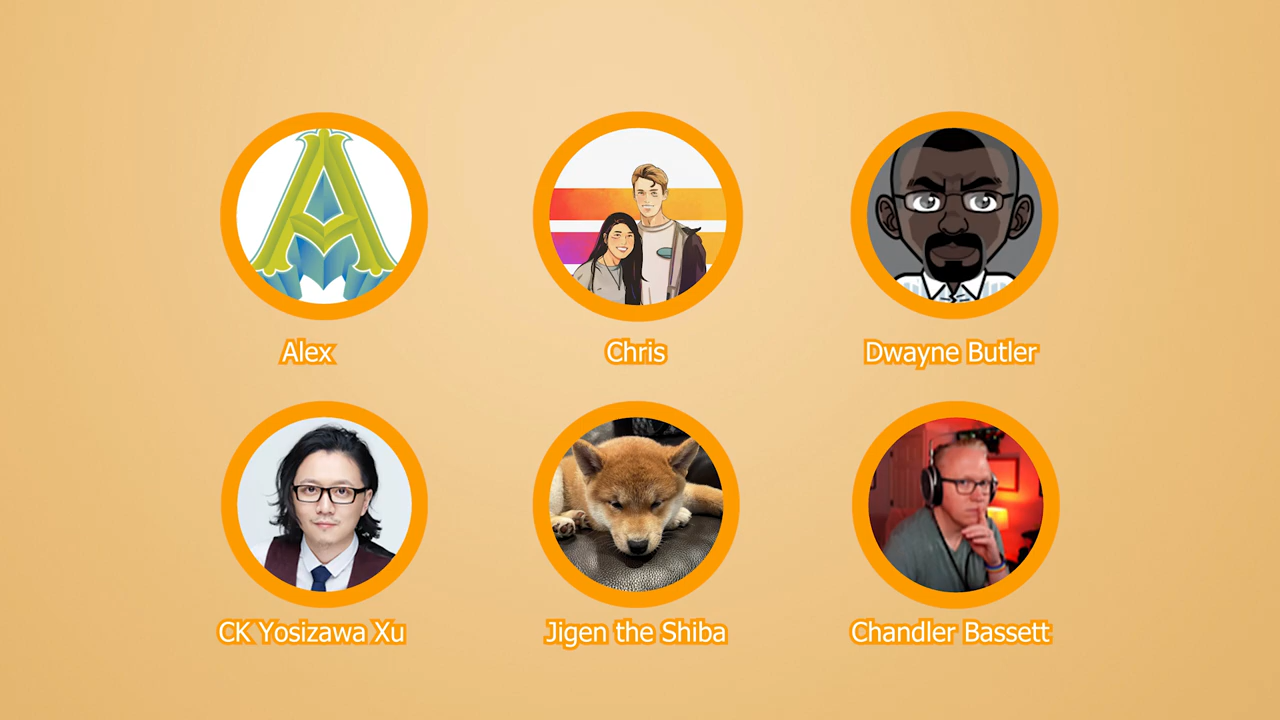 A
Alex
Chris
Dwayne Butler
CK Yosizawa Xu
Jigen the Shiba
Chandler Bassett